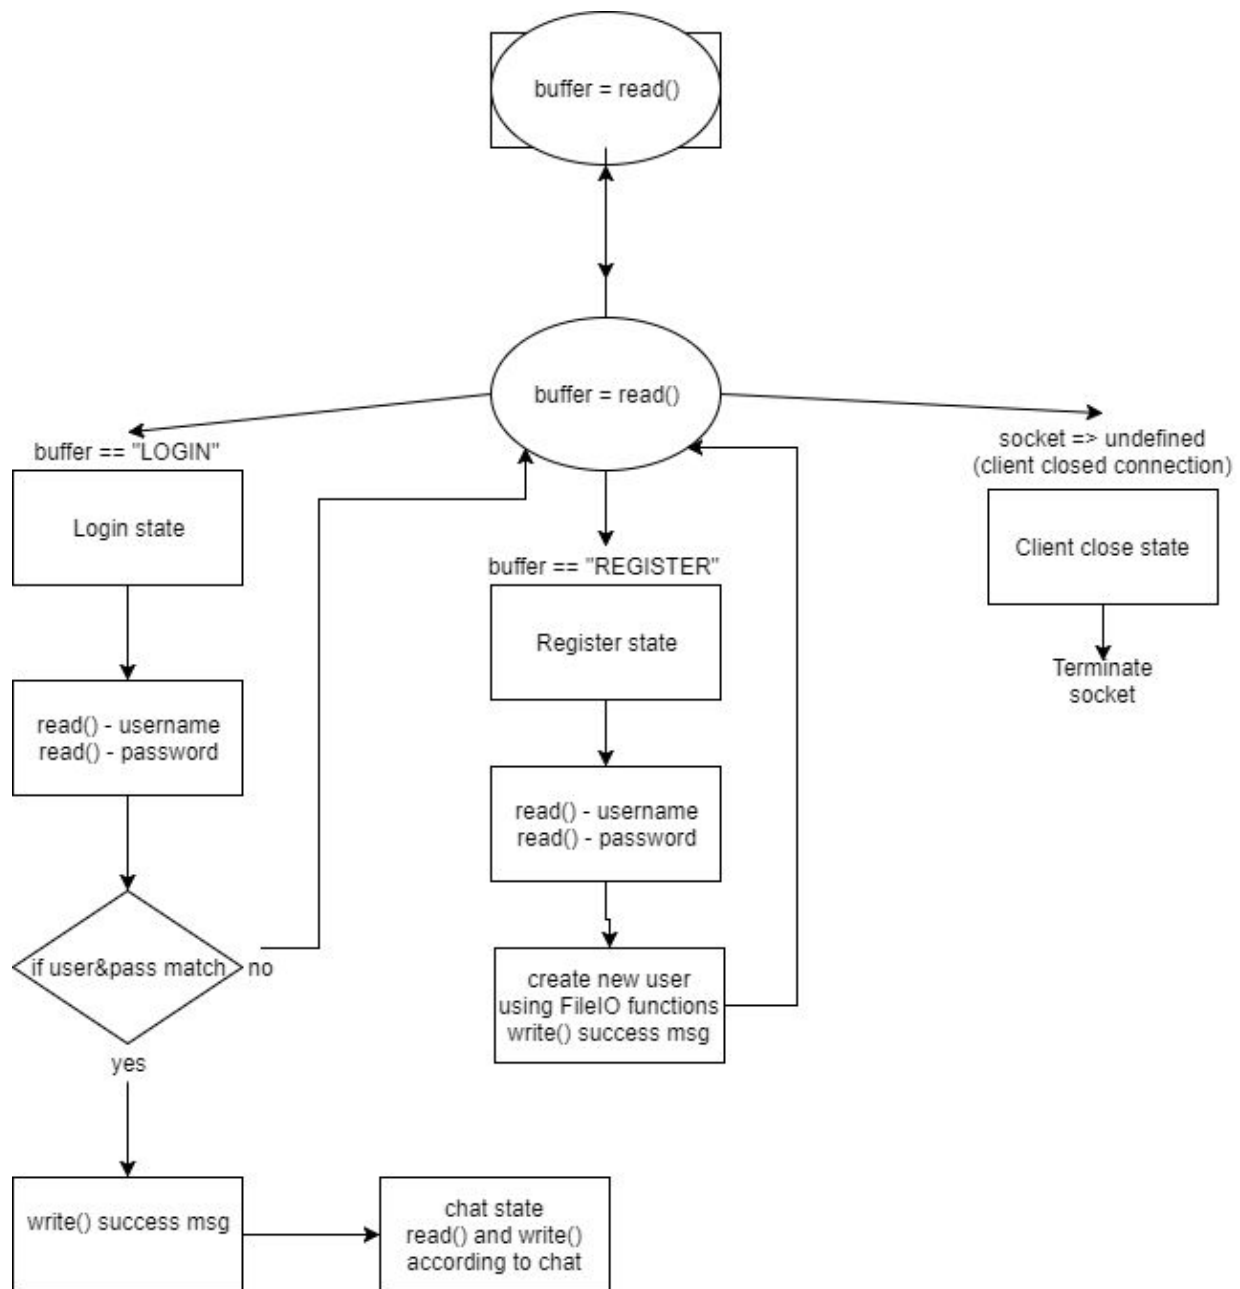 buffer = read()
buffer = read()
buffer == "LOGIN"
Login state
read() - username
read() - password
if user&pass match
no
yes
write() success msg
chat state
read() and write()
according to chat
buffer == "REGISTER"
Register state
read() - username
read() - password
create new user
using FileIO functions
write() success msg
socket => undefined
(client closed connection)
Client close state
Terminate
socket